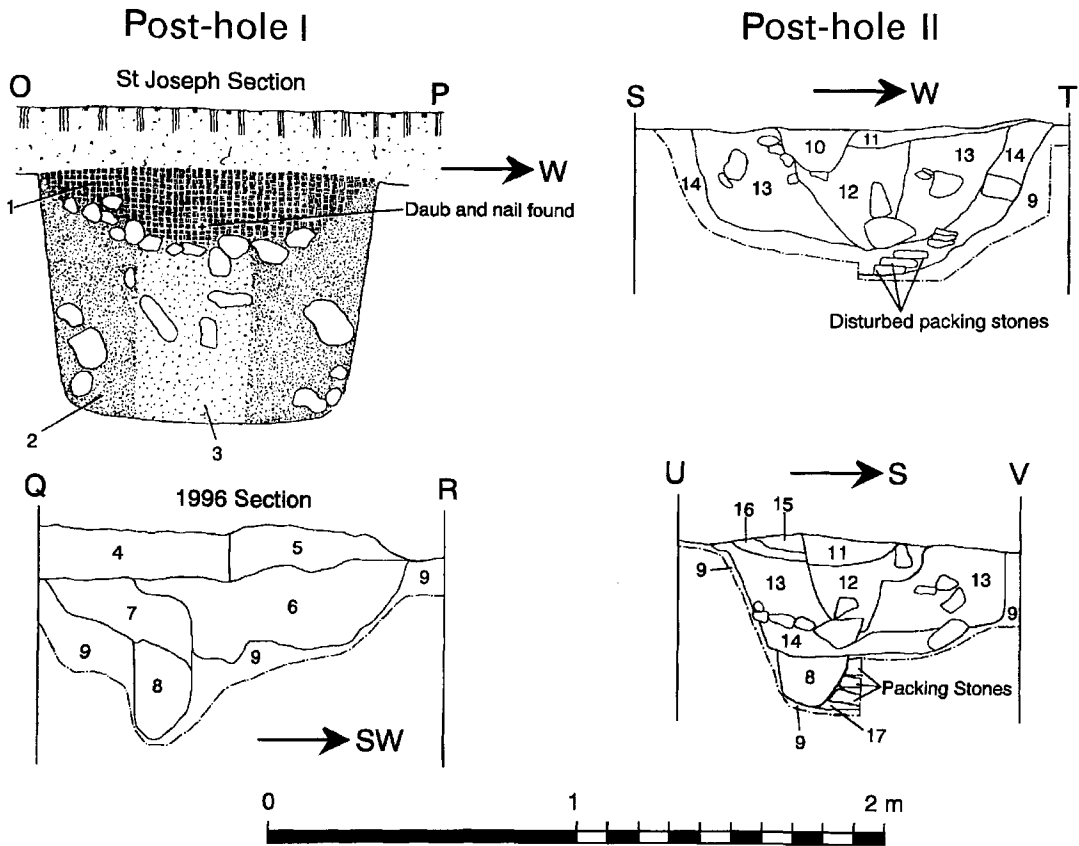 Post-hole I
St Joseph Section
O
P
W
1
Daub and nail found
2
3
Post-hole II
S
W
T
10
11
13
14
14
13
12
9
Disturbed packing stones
Q
1996 Section
R
4
5
9
7
6
9
9
8
SW
U
S
V
16
15
11
9
13
12
13
9
14
8
Packing Stones
9
17
0
1
2 m